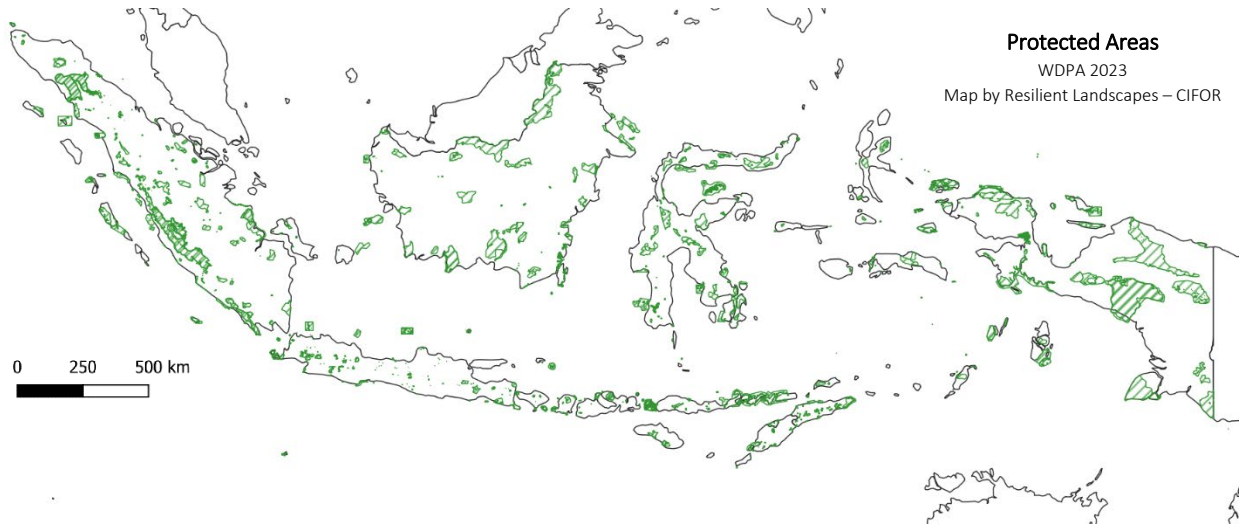 Protected Areas
WDPA 2023
Map by Resilient Landscapes – CIFOR
0 250 500 km